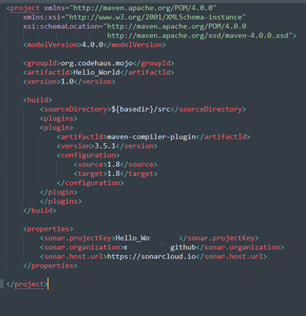 <project xmlns="http://maven.apache.org/POM/4.0.0"
xmlns:xsi="http://www.w3.org/2001/XMLSchema-instance"
xsi:schemaLocation="http://maven.apache.org/POM/4.0.0
http://maven.apache.org/xsd/maven-4.0.0.xsd">
<modelVersion>4.0.0</modelVersion>
<groupId>org.codehaus.mojo</groupId>
<artifactId>Hello_World</artifactId>
<version>1.0</version>
<build>
<sourceDirectory>${basedir}/src</sourceDirectory>
<plugins>
<plugin>
<artifactId>maven-compiler-plugin</artifactId>
<version>3.5.1</version>
<configuration>
<source>1.8</source>
<target>1.8</target>
</configuration>
</plugin>
</plugins>
</build>
<properties>
<sonar.projectKey>Hello_Wo </sonar.projectKey>
<sonar.organization> github</sonar.organization>
<sonar.host.url>https://sonarcloud.io</sonar.host.url>
</properties>
</project>